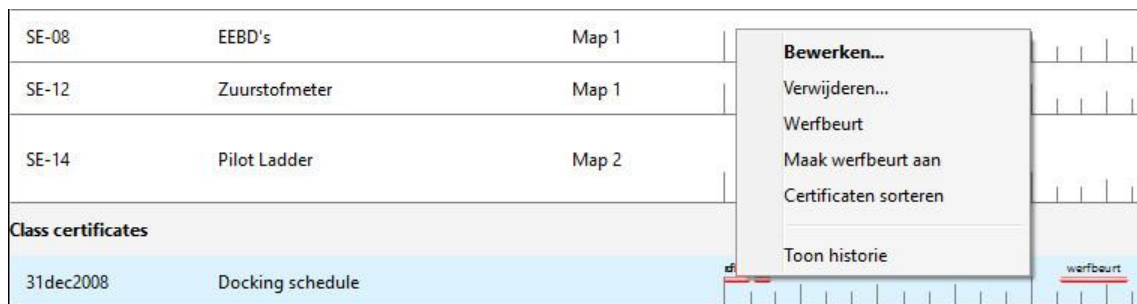 SE-08 EEBD's Map 1
Bewerken...
SE-12 Zuurstofmeter Map 1
Verwijderen...
Werfbeurt
SE-14 Pilot Ladder Map 2
Maak werfbeurt aan
Certificaten sorteren
Class certificates
Toon historie
31dec2008 Docking schedule
werfbeurt